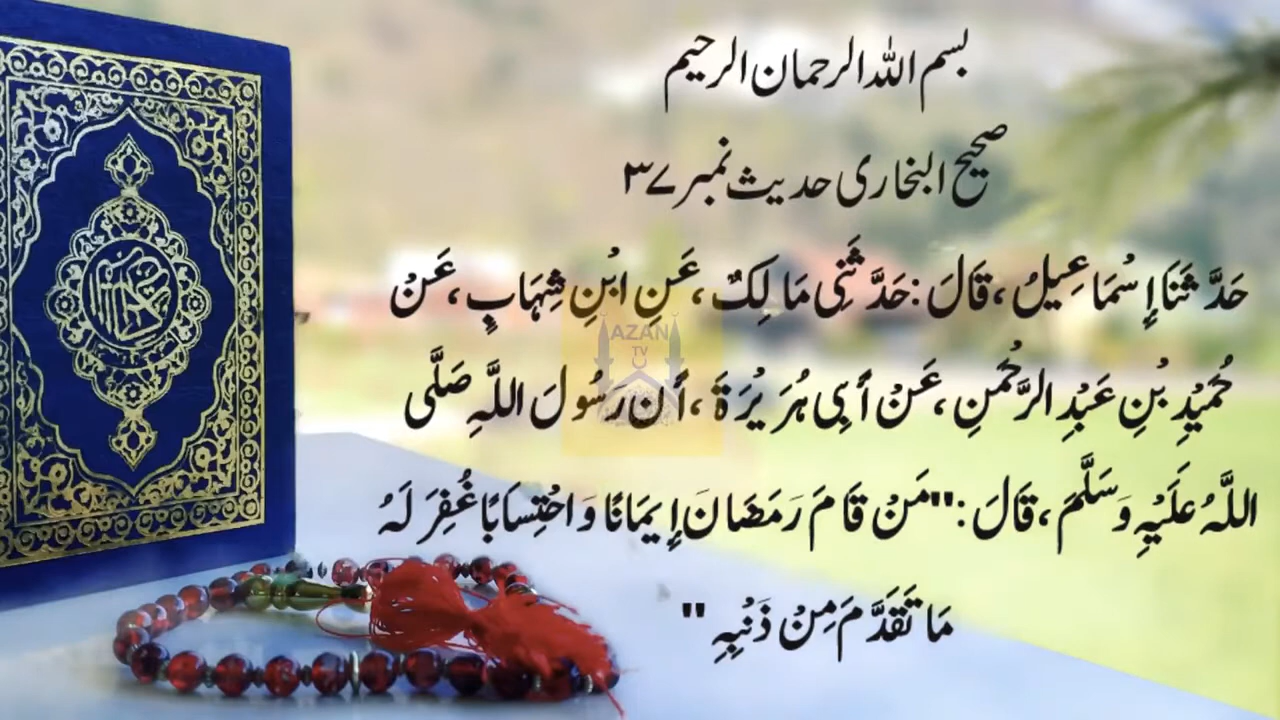 بسم اللہ الرحمان الرحیم
صحیح البخاری حدیث نمبر ۳۷
حَدَّثَنَا إِسْمَاعِيلُ ، قَالَ : حَدَّثَنِي مَالِكٌ ، عَنِ ابْنِ شِهَابٍ ، عَنْ
حُمَيْدِ بْنِ عَبْدِ الرَّحْمَنِ ، عَنْ أَبِي هُرَيْرَةَ ، أَن رَسُولَ اللَّهِ صَلَّى
اللَّهُ عَلَيْهِ وَسَلَّمَ ، قَالَ : "مَنْ قَامَ رَمَضَانَ إِيمَانًا وَاحْتِسَابًا غُفِرَ لَهُ
مَا تَقَدَّمَ مِنْ ذَنْبِهِ "
AZAN
TV